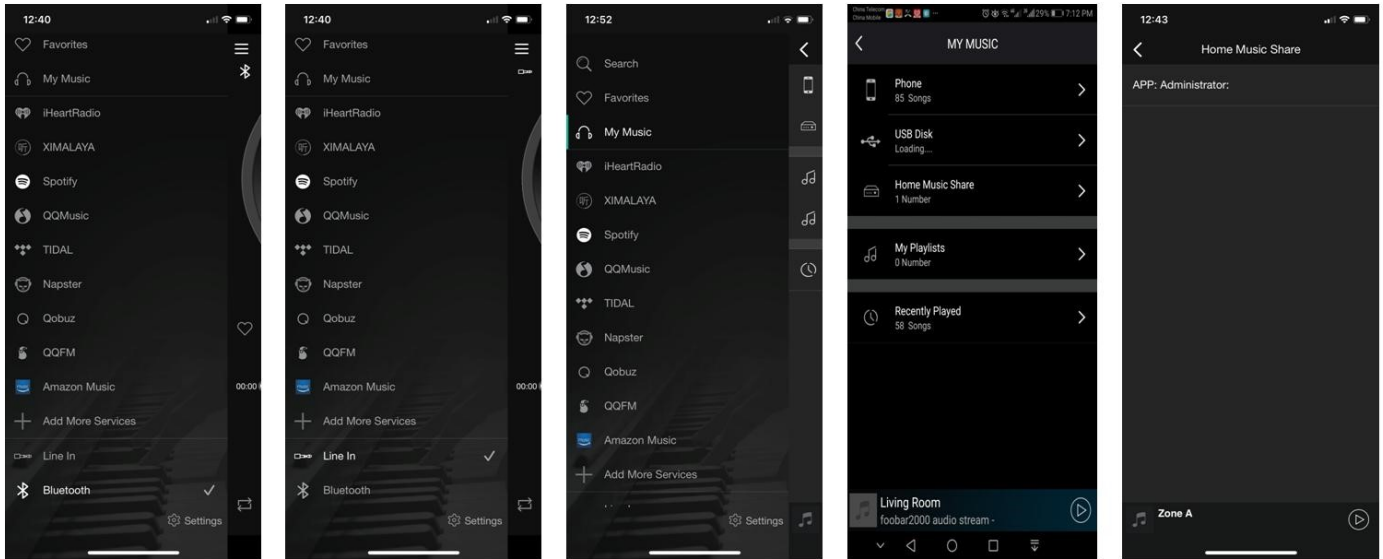 12:40
Favorites
My Music
iHeartRadio
XIMALAYA
Spotify
QQMusic
TIDAL
Napster
Qobuz
QQFM
Amazon Music
00:00
Add More Services
Line In
Bluetooth
Settings
12:40
Favorites
My Music
iHeartRadio
XIMALAYA
Spotify
QQMusic
TIDAL
Napster
Qobuz
QQFM
Amazon Music
00:00
Add More Services
Line In
Bluetooth
Settings
12:52
Search
Favorites
My Music
iHeartRadio
XIMALAYA
Spotify
QQMusic
TIDAL
Napster
Qobuz
QQFM
Amazon Music
Add More Services
Settings
China Telecom
China Mobile
29% 7:12 PM
MY MUSIC
Phone
85 Songs
USB Disk
Loading....
Home Music Share
1 Number
My Playlists
0 Number
Recently Played
58 Songs
Living Room
foobar2000 audio stream -
12:43
Home Music Share
APP: Administrator:
Zone A